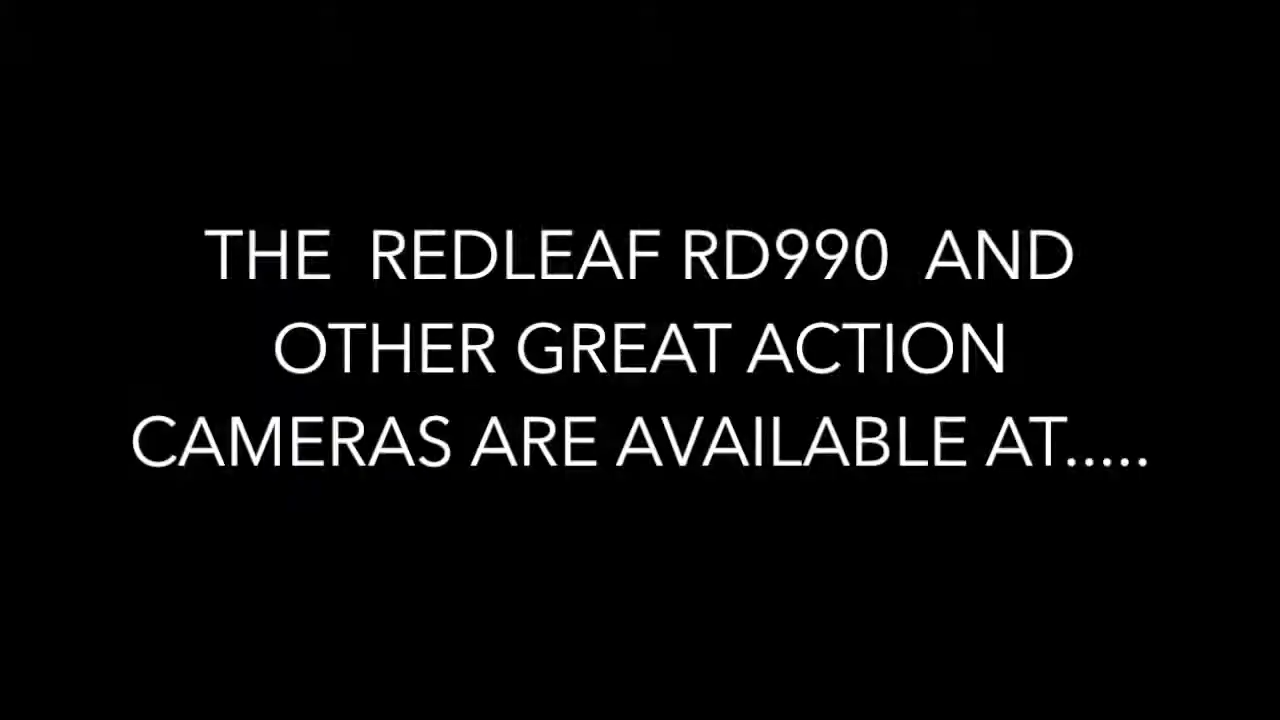 THE  REDLEAF RD990  AND
OTHER GREAT ACTION
CAMERAS ARE AVAILABLE AT.....